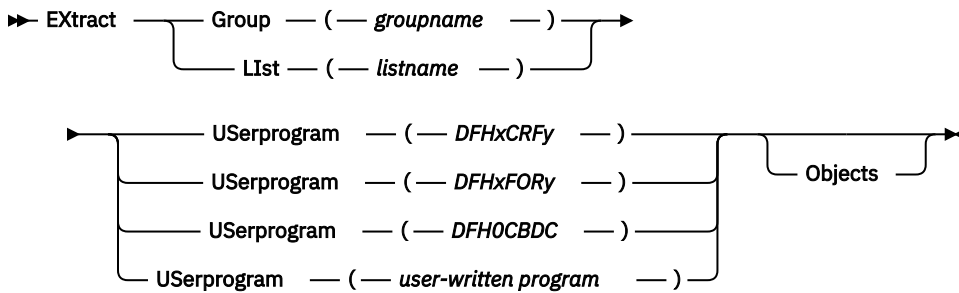 EXtract Group ( groupname )
LIst ( listname )
USerprogram ( DFHxCRFy )
USerprogram ( DFHxFORy )
USerprogram ( DFH0CBDC )
USerprogram ( user-written program )
Objects